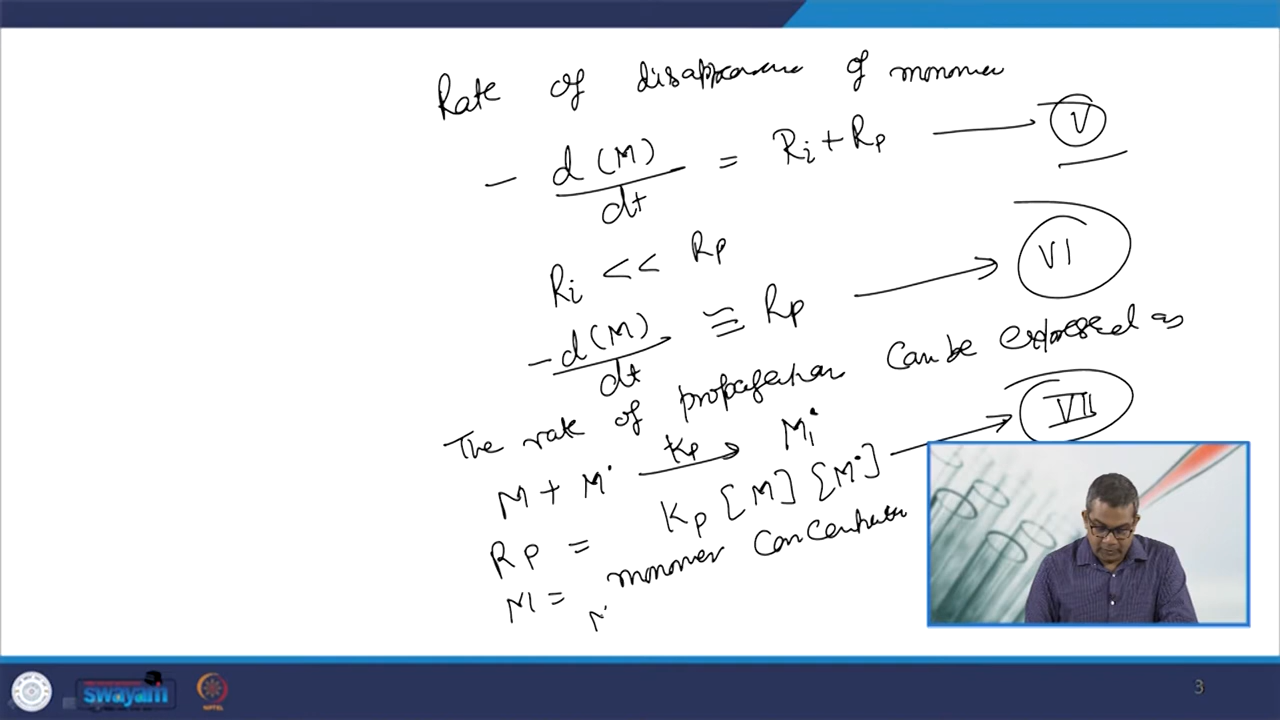 Rate of disappearance of monomer
- d(M)/dt = Ri + Rp → V
Ri << Rp
- d(M)/dt ≅ Rp → VI
The rate of propagation can be expressed as
M + M• —Kp→ M1•
Rp = Kp [M] [M•] → VII
M = monomer concentration
M•
swayam
3